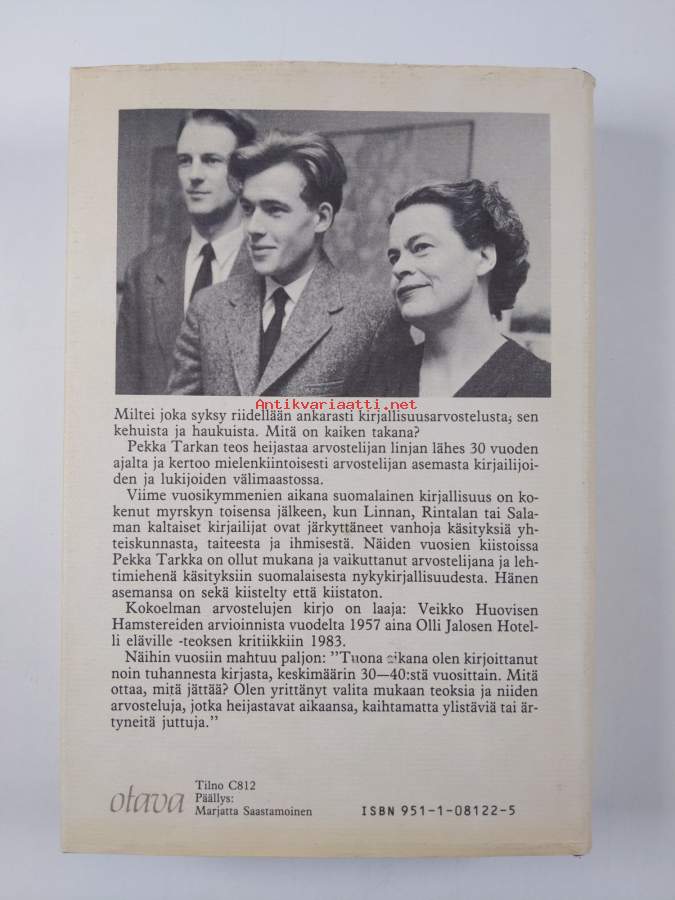 Antikvariaatti.net
Miltei joka syksy riidellään ankarasti kirjallisuusarvostelusta, sen
kehuista ja haukuista. Mitä on kaiken takana?
Pekka Tarkan teos heijastaa arvostelijan linjan lähes 30 vuoden
ajalta ja kertoo mielenkiintoisesti arvostelijan asemasta kirjailijoi-
den ja lukijoiden välimaastossa.
Viime vuosikymmenien aikana suomalainen kirjallisuus on ko-
kenut myrskyn toisensa jälkeen, kun Linnan, Rintalan tai Sala-
man kaltaiset kirjailijat ovat järkyttäneet vanhoja käsityksiä yh-
teiskunnasta, taiteesta ja ihmisestä. Näiden vuosien kiistoissa
Pekka Tarkka on ollut mukana ja vaikuttanut arvostelijana ja leh-
timiehenä käsityksiin suomalaisesta nykykirjallisuudesta. Hänen
asemansa on sekä kiistelty että kiistaton.
Kokoelman arvostelujen kirjo on laaja: Veikko Huovisen
Hamstereiden arvioinnista vuodelta 1957 aina Olli Jalosen Hotel-
li eläville -teoksen kritiikkiin 1983.
Näihin vuosiin mahtuu paljon: "Tuona aikana olen kirjoittanut
noin tuhannesta kirjasta, keskimäärin 30—40:stä vuosittain. Mitä
ottaa, mitä jättää? Olen yrittänyt valita mukaan teoksia ja niiden
arvosteluja, jotka heijastavat aikaansa, kaihtamatta ylistäviä tai är-
tyneitä juttuja."
otava
Tilno C812
Päällys:
Marjatta Saastamoinen
ISBN 951-1-08122-5